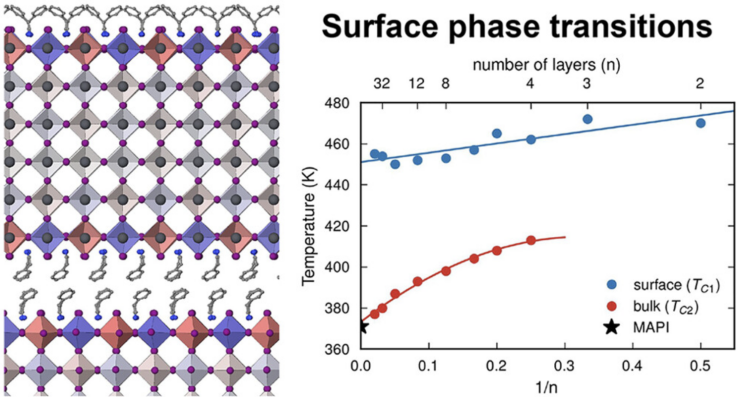 Surface phase transitions
number of layers (n)
32 12 8 4 3 2
480
460
440
420
400
380
360
Temperature (K)
surface (TC1)
bulk (TC2)
MAPI
0.0 0.1 0.2 0.3 0.4 0.5
1/n